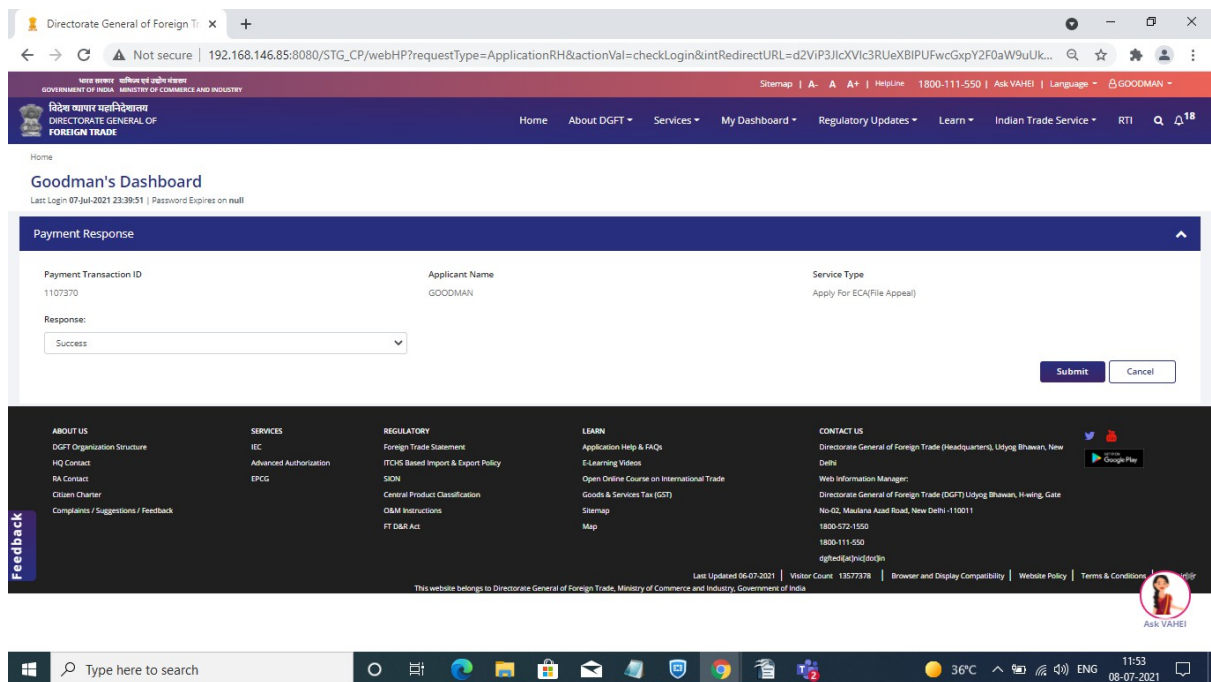 Directorate General of Foreign Tr
Not secure | 192.168.146.85:8080/STG_CP/webHP?requestType=ApplicationRH&actionVal=checkLogin&intRedirectURL=d2ViP3JlcXVlc3RUeXBlPUFwcGxpY2F0aW9uUk...
भारत सरकार वाणिज्य एवं उद्योग मंत्रालय
GOVERNMENT OF INDIA MINISTRY OF COMMERCE AND INDUSTRY
Sitemap | A- A A+ | HelpLine 1800-111-550 | Ask VAHEI | Language GOODMAN
विदेश व्यापार महानिदेशालय
DIRECTORATE GENERAL OF
FOREIGN TRADE
Home About DGFT Services My Dashboard Regulatory Updates Learn Indian Trade Service RTI 18
Home
Goodman's Dashboard
Last Login 07-Jul-2021 23:39:51 | Password Expires on null
Payment Response
Payment Transaction ID Applicant Name Service Type
1107370 GOODMAN Apply For ECA(File Appeal)
Response:
Success
Submit Cancel
ABOUT US
DGFT Organization Structure
HQ Contact
RA Contact
Citizen Charter
Complaints / Suggestions / Feedback
SERVICES
IEC
Advanced Authorization
EPCG
REGULATORY
Foreign Trade Statement
ITCHS Based Import & Export Policy
SION
Central Product Classification
O&M Instructions
FT D&R Act
LEARN
Application Help & FAQs
E-Learning Videos
Open Online Course on International Trade
Goods & Services Tax (GST)
Sitemap
Map
CONTACT US
Directorate General of Foreign Trade (Headquarters), Udyog Bhawan, New
Delhi
Web Information Manager:
Directorate General of Foreign Trade (DGFT) Udyog Bhawan, H-wing, Gate
No-02, Maulana Azad Road, New Delhi -110011
1800-572-1550
1800-111-550
dgftedi[at]nic[dot]in
Google Play
Feedback
Last Updated 06-07-2021 | Visitor Count 13577378 | Browser and Display Compatibility | Website Policy | Terms & Conditions
This website belongs to Directorate General of Foreign Trade, Ministry of Commerce and Industry, Government of India
Ask VAHEI
Type here to search
2
36°C ENG
11:53
08-07-2021